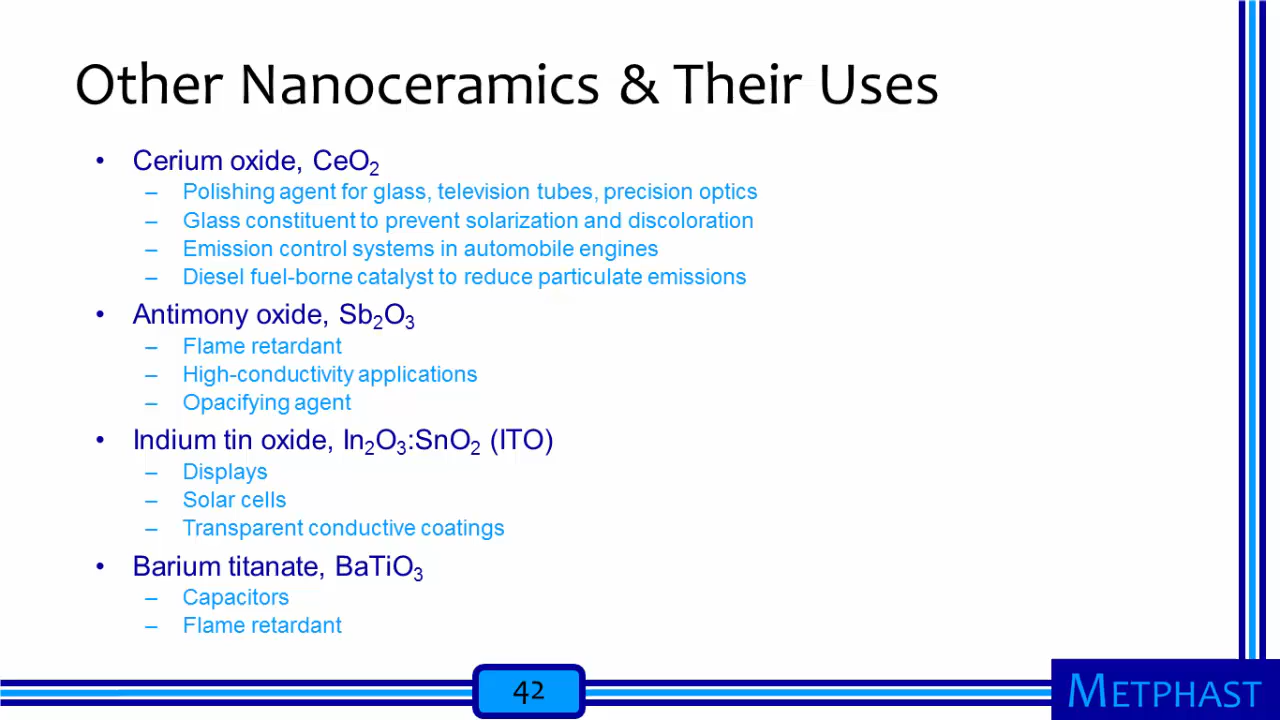 Other Nanoceramics & Their Uses
• Cerium oxide, CeO₂
– Polishing agent for glass, television tubes, precision optics
– Glass constituent to prevent solarization and discoloration
– Emission control systems in automobile engines
– Diesel fuel-borne catalyst to reduce particulate emissions
• Antimony oxide, Sb₂O₃
– Flame retardant
– High-conductivity applications
– Opacifying agent
• Indium tin oxide, In₂O₃:SnO₂ (ITO)
– Displays
– Solar cells
– Transparent conductive coatings
• Barium titanate, BaTiO₃
– Capacitors
– Flame retardant
42
METPHAST